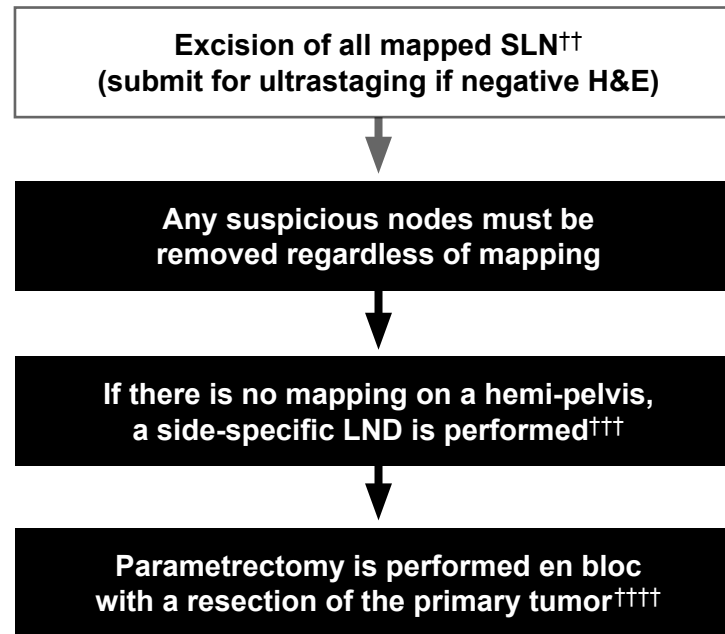 Excision of all mapped SLN††
(submit for ultrastaging if negative H&E)
Any suspicious nodes must be
removed regardless of mapping
If there is no mapping on a hemi-pelvis,
a side-specific LND is performed†††
Parametrectomy is performed en bloc
with a resection of the primary tumor††††